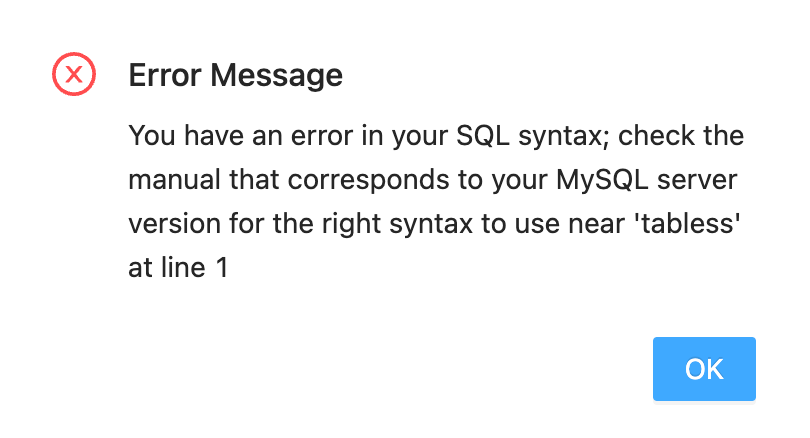 Error Message
You have an error in your SQL syntax; check the
manual that corresponds to your MySQL server
version for the right syntax to use near 'tabless'
at line 1
OK